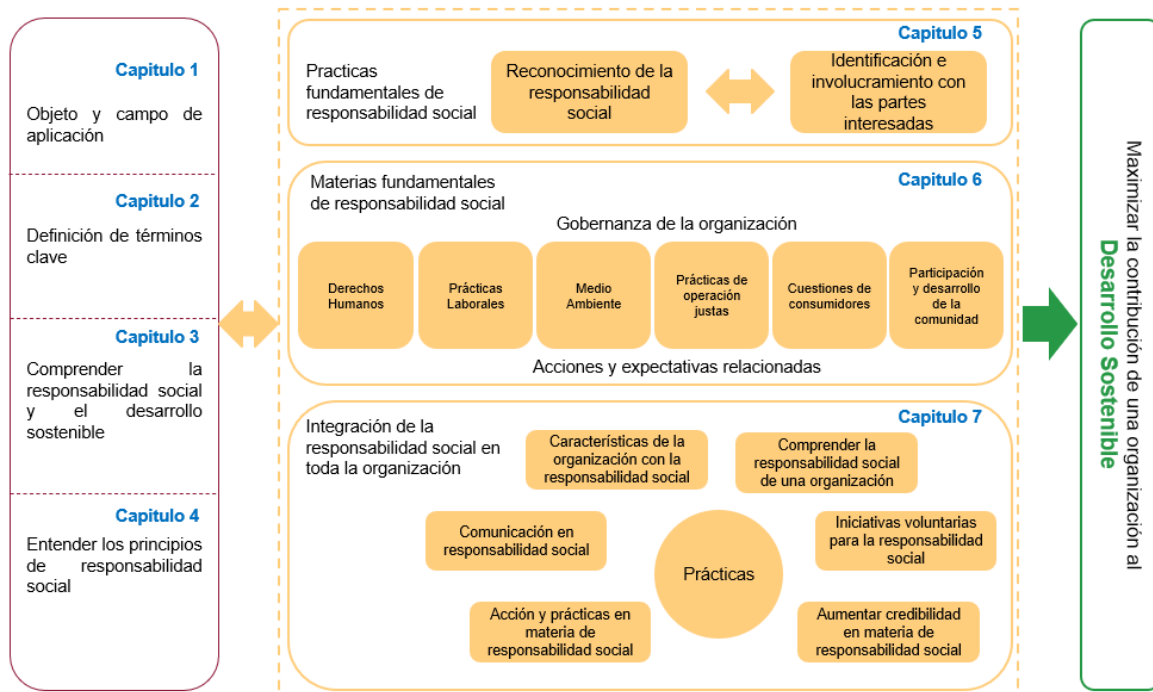 Capitulo 1
Objeto y campo de
aplicación
Capitulo 2
Definición de términos
clave
Capitulo 3
Comprender la
responsabilidad social
y el desarrollo
sostenible
Capitulo 4
Entender los principios
de responsabilidad
social
Capitulo 5
Practicas
fundamentales de
responsabilidad social
Reconocimiento de la
responsabilidad
social
Identificación e
involucramiento con
las partes
interesadas
Capitulo 6
Materias fundamentales
de responsabilidad social
Gobernanza de la organización
Derechos
Humanos
Prácticas
Laborales
Medio
Ambiente
Prácticas de
operación
justas
Cuestiones de
consumidores
Participación
y desarrollo
de la
comunidad
Acciones y expectativas relacionadas
Capitulo 7
Integración de la
responsabilidad social en
toda la organización
Características de la
organización con la
responsabilidad social
Comprender la
responsabilidad social
de una organización
Comunicación en
responsabilidad social
Iniciativas voluntarias
para la responsabilidad
social
Prácticas
Acción y prácticas en
materia de
responsabilidad social
Aumentar credibilidad
en materia de
responsabilidad social
Maximizar la contribución de una organización al
Desarrollo Sostenible